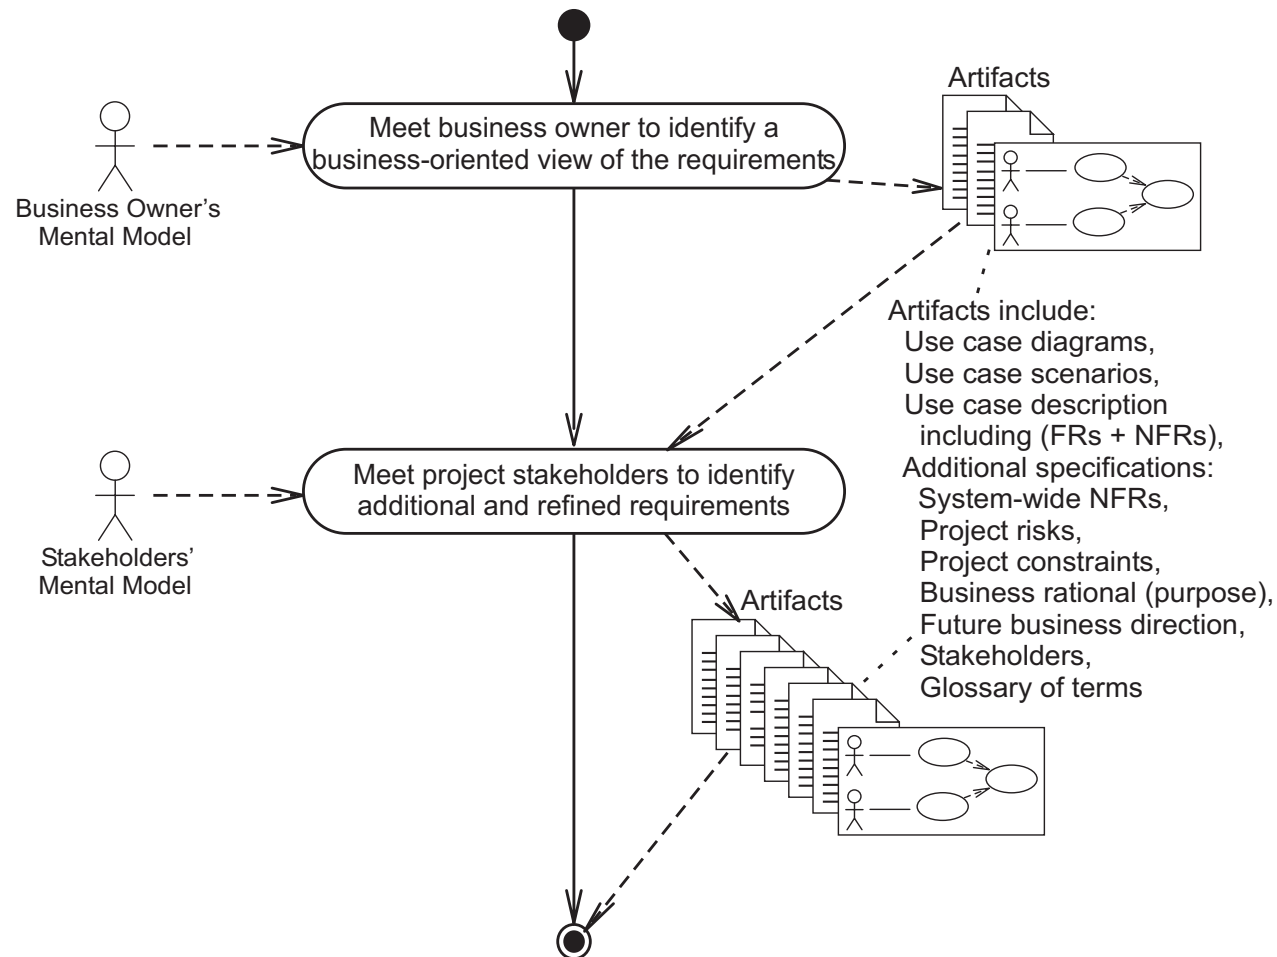 Artifacts
Meet business owner to identify a
business-oriented view of the requirements
Business Owner's
Mental Model
Artifacts include:
Use case diagrams,
Use case scenarios,
Use case description
including (FRs + NFRs),
Additional specifications:
System-wide NFRs,
Project risks,
Project constraints,
Business rational (purpose),
Future business direction,
Stakeholders,
Glossary of terms
Meet project stakeholders to identify
additional and refined requirements
Stakeholders'
Mental Model
Artifacts